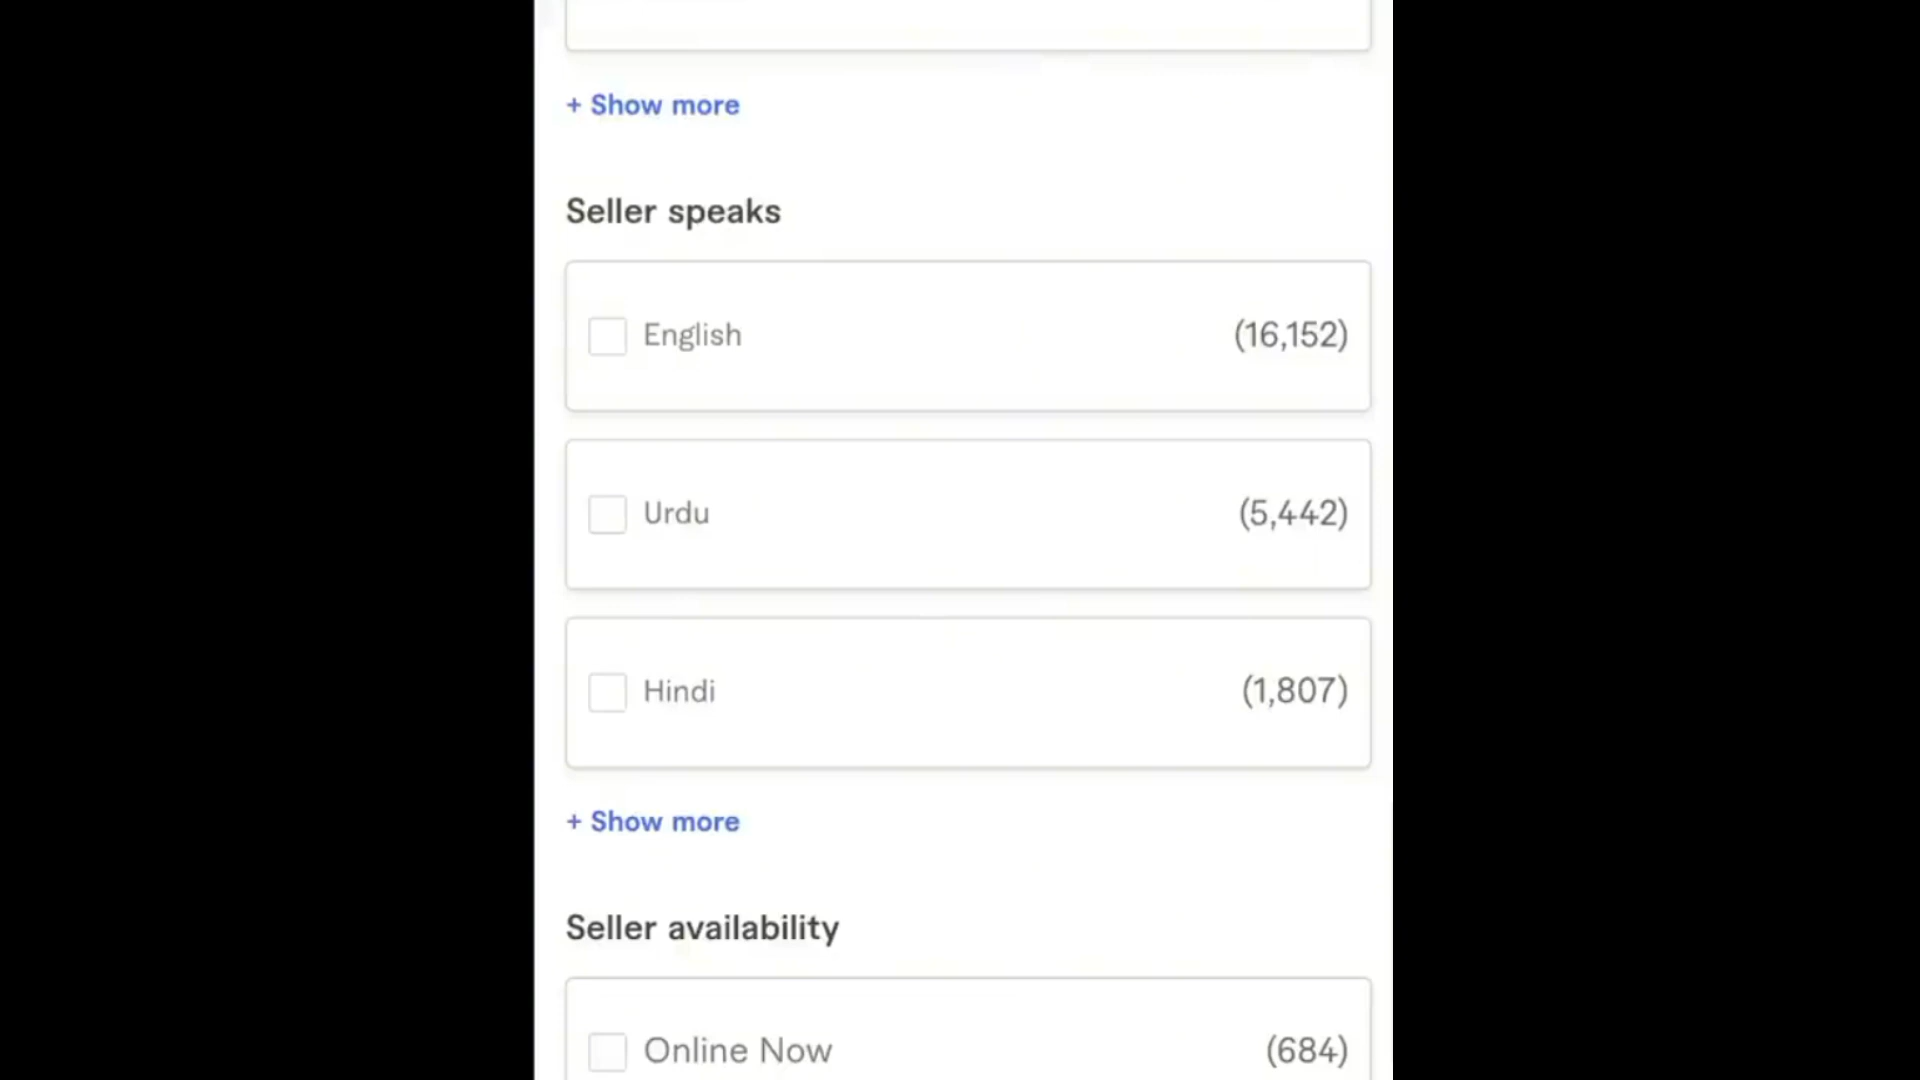 + Show more
Seller speaks
English (16,152)
Urdu (5,442)
Hindi (1,807)
+ Show more
Seller availability
Online Now (684)